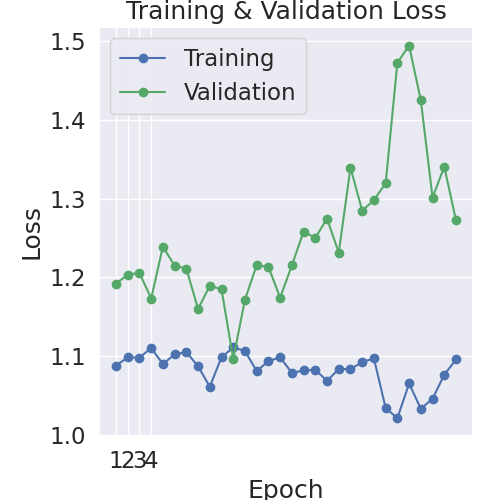 Training & Validation Loss
Training
Validation
1.5
1.4
1.3
1.2
1.1
1.0
Loss
1234
Epoch